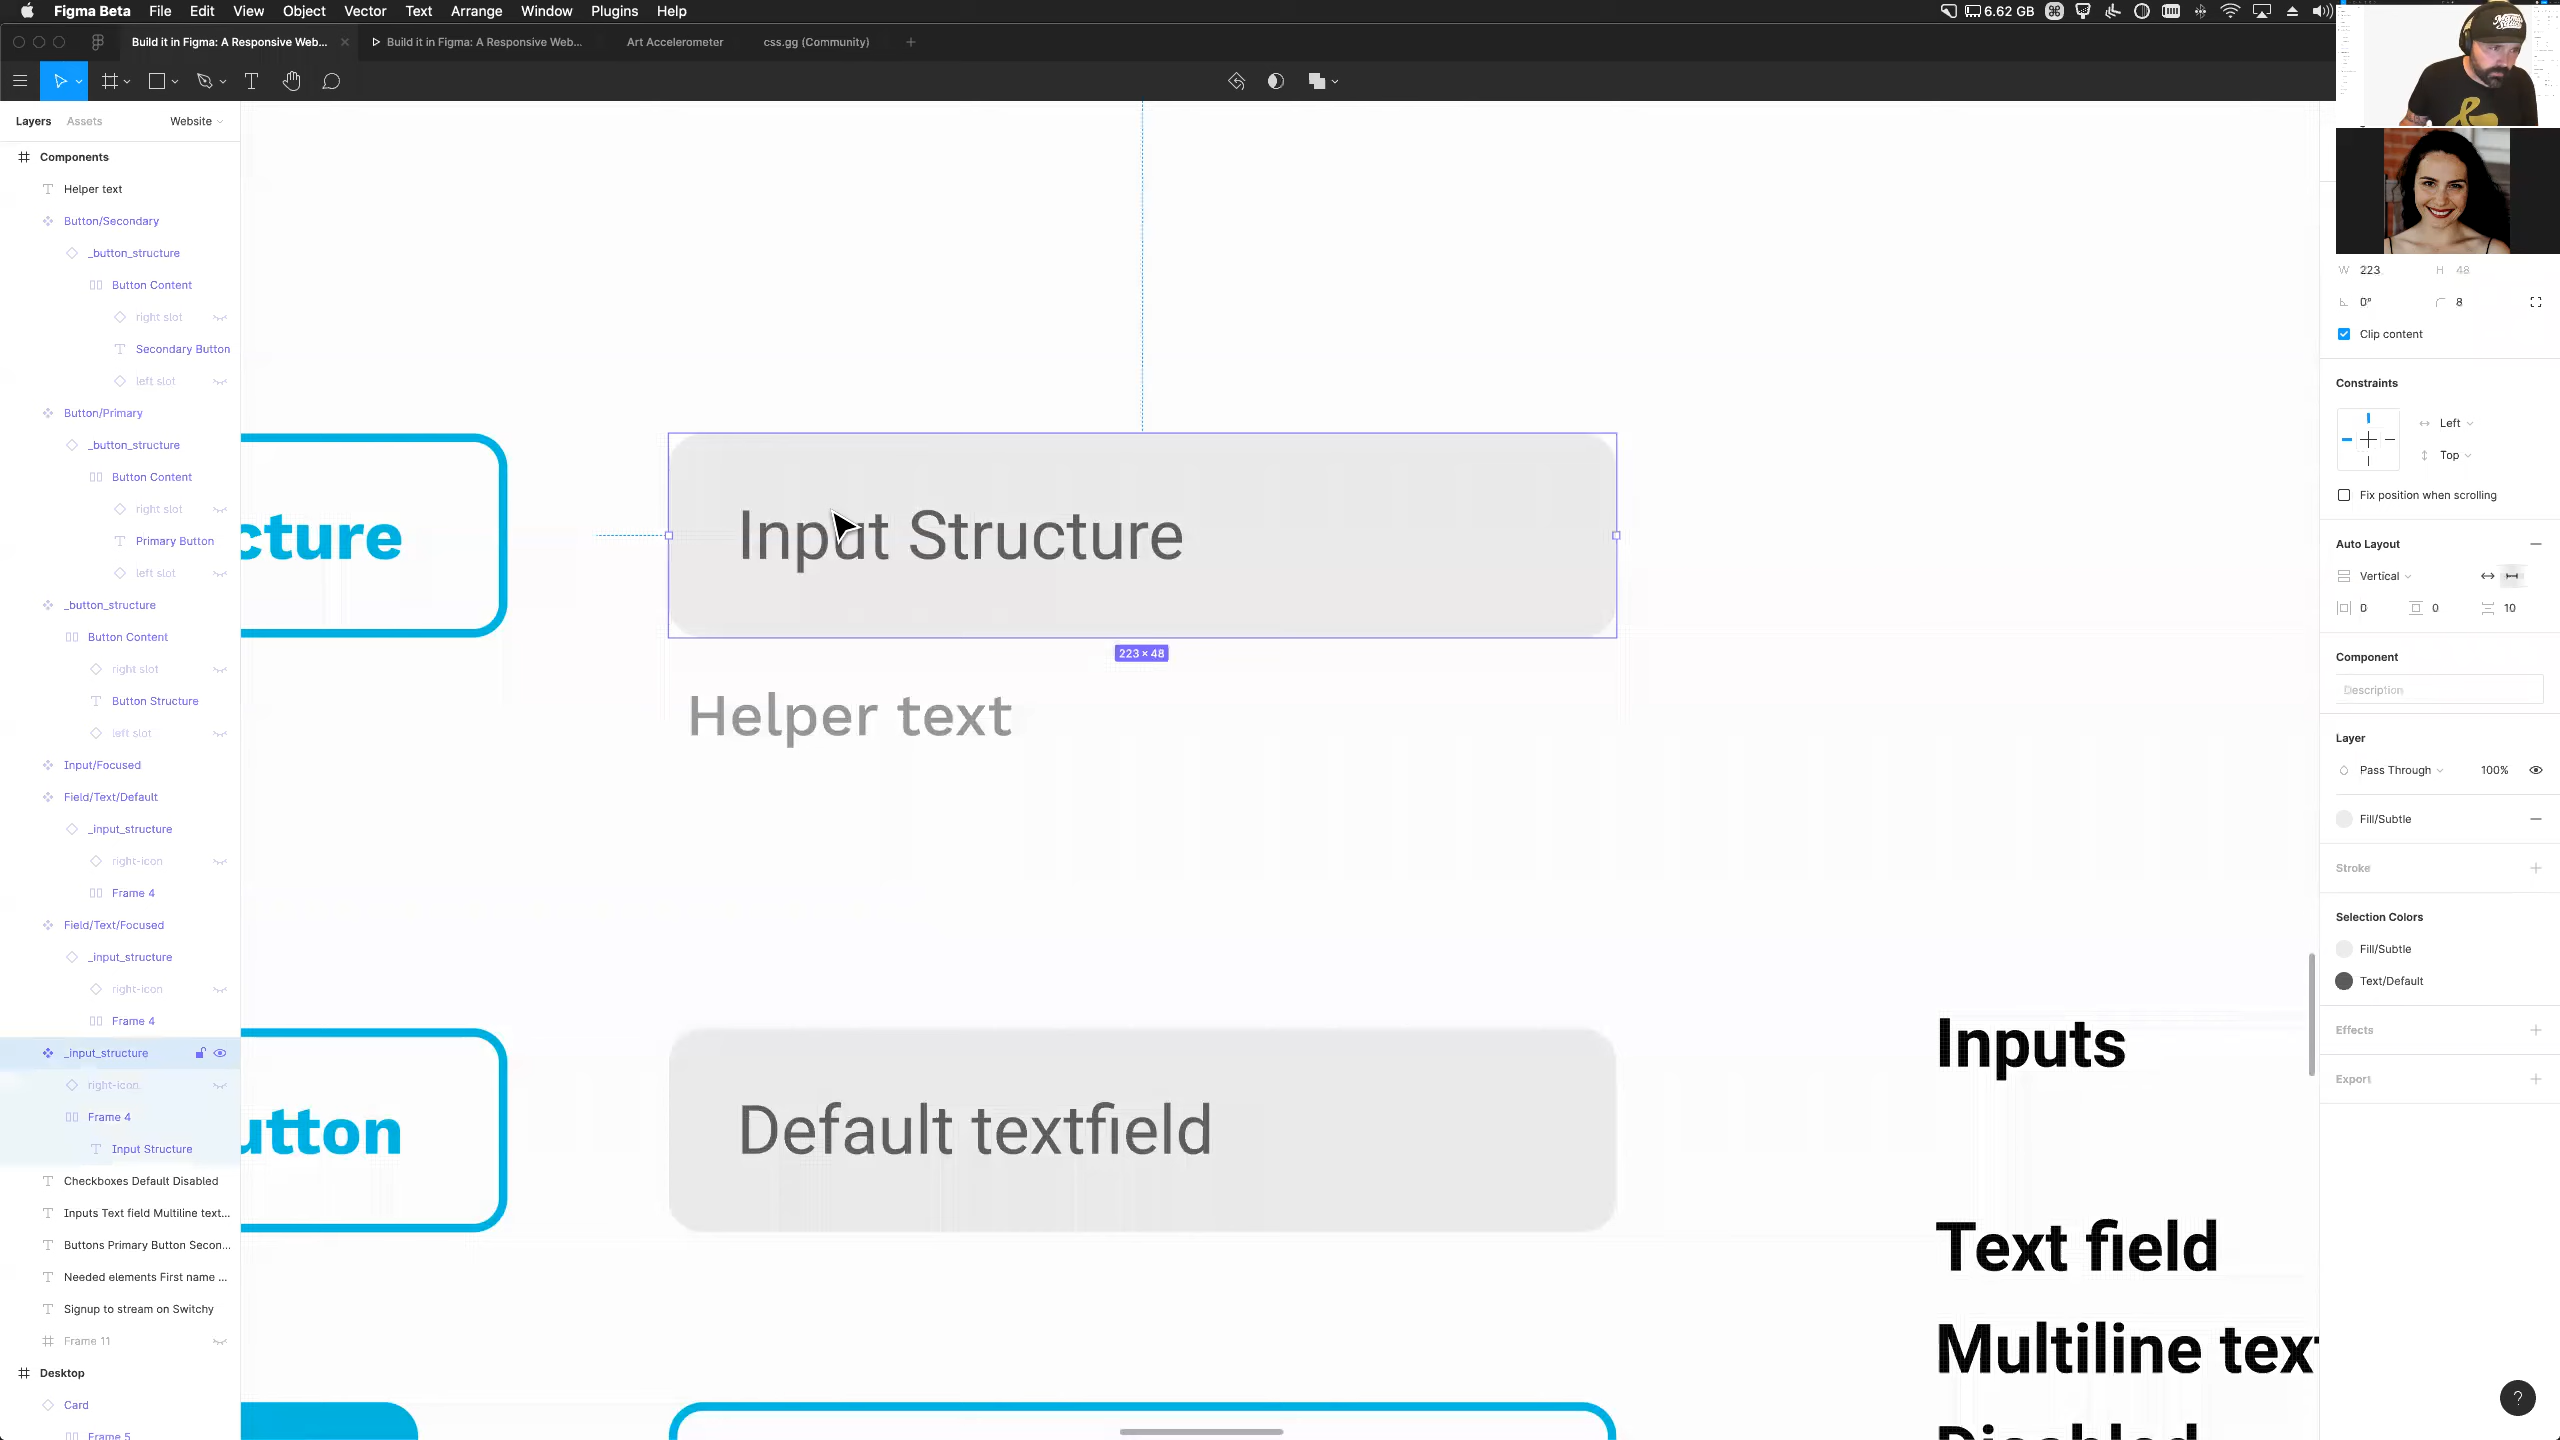 Figma Beta File Edit View Object Vector Text Arrange Window Plugins Help
6.62 GB
Build it in Figma: A Responsive Web...
Build it in Figma: A Responsive Web...
Art Accelerometer
css.gg (Community)
Layers
Assets
Website
Components
Helper text
Button/Secondary
_button_structure
Button Content
right slot
Secondary Button
left slot
Button/Primary
_button_structure
Button Content
right slot
Primary Button
left slot
_button_structure
Button Content
right slot
Button Structure
left slot
Input/Focused
Field/Text/Default
_input_structure
right-icon
Frame 4
Field/Text/Focused
_input_structure
right-icon
Frame 4
_input_structure
right-icon
Frame 4
Input Structure
Checkboxes Default Disabled
Inputs Text field Multiline text...
Buttons Primary Button Secon...
Needed elements First name ...
Signup to stream on Switchy
Frame 11
Desktop
Card
Frame 5
cture
Input Structure
223 × 48
Helper text
utton
Default textfield
Inputs
Text field
Multiline text
Disabled
W 223
H 48
0°
8
Clip content
Constraints
Left
Top
Fix position when scrolling
Auto Layout
Vertical
0
0
10
Component
Description
Layer
Pass Through
100%
Fill/Subtle
Stroke
Selection Colors
Fill/Subtle
Text/Default
Effects
Export
?